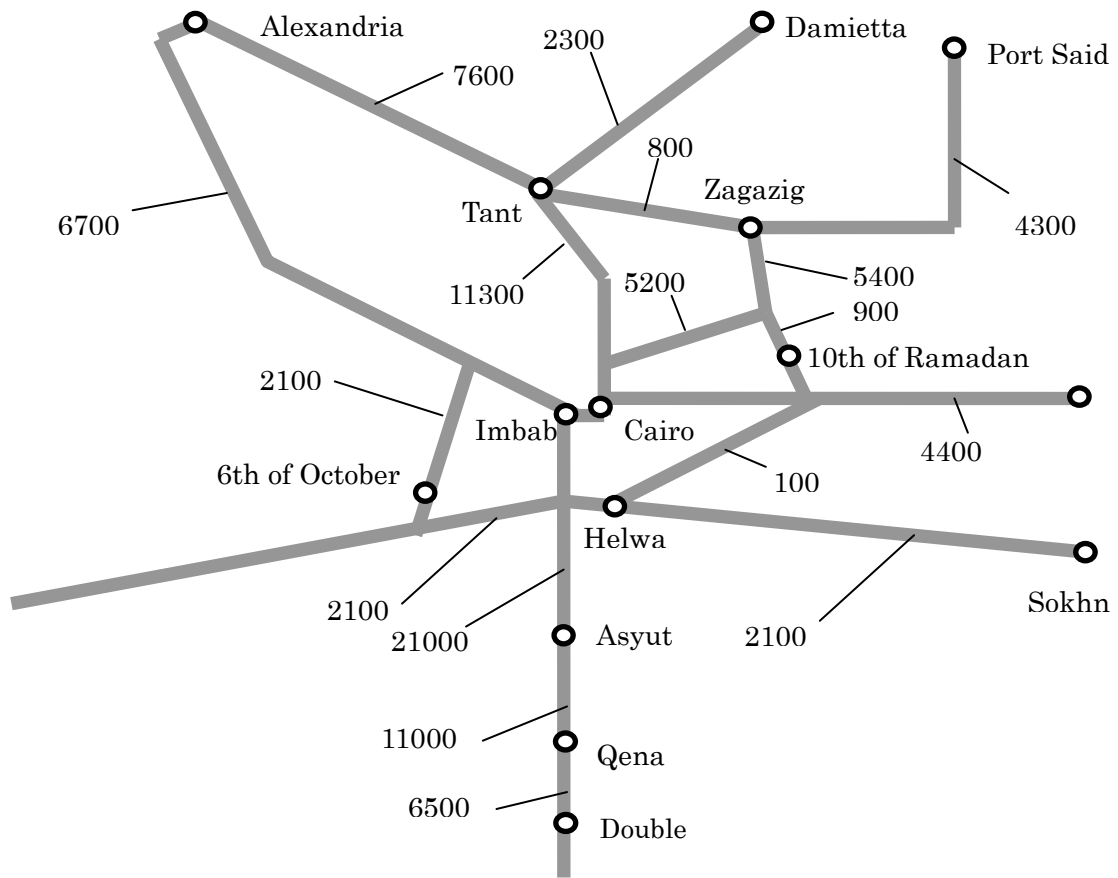 Alexandria
2300
Damietta
Port Said
7600
800
Zagazig
Tant
6700
4300
11300
5200
5400
900
10th of Ramadan
2100
Imbab
Cairo
4400
6th of October
100
Helwa
2100
Sokhn
21000
Asyut
2100
11000
Qena
6500
Double